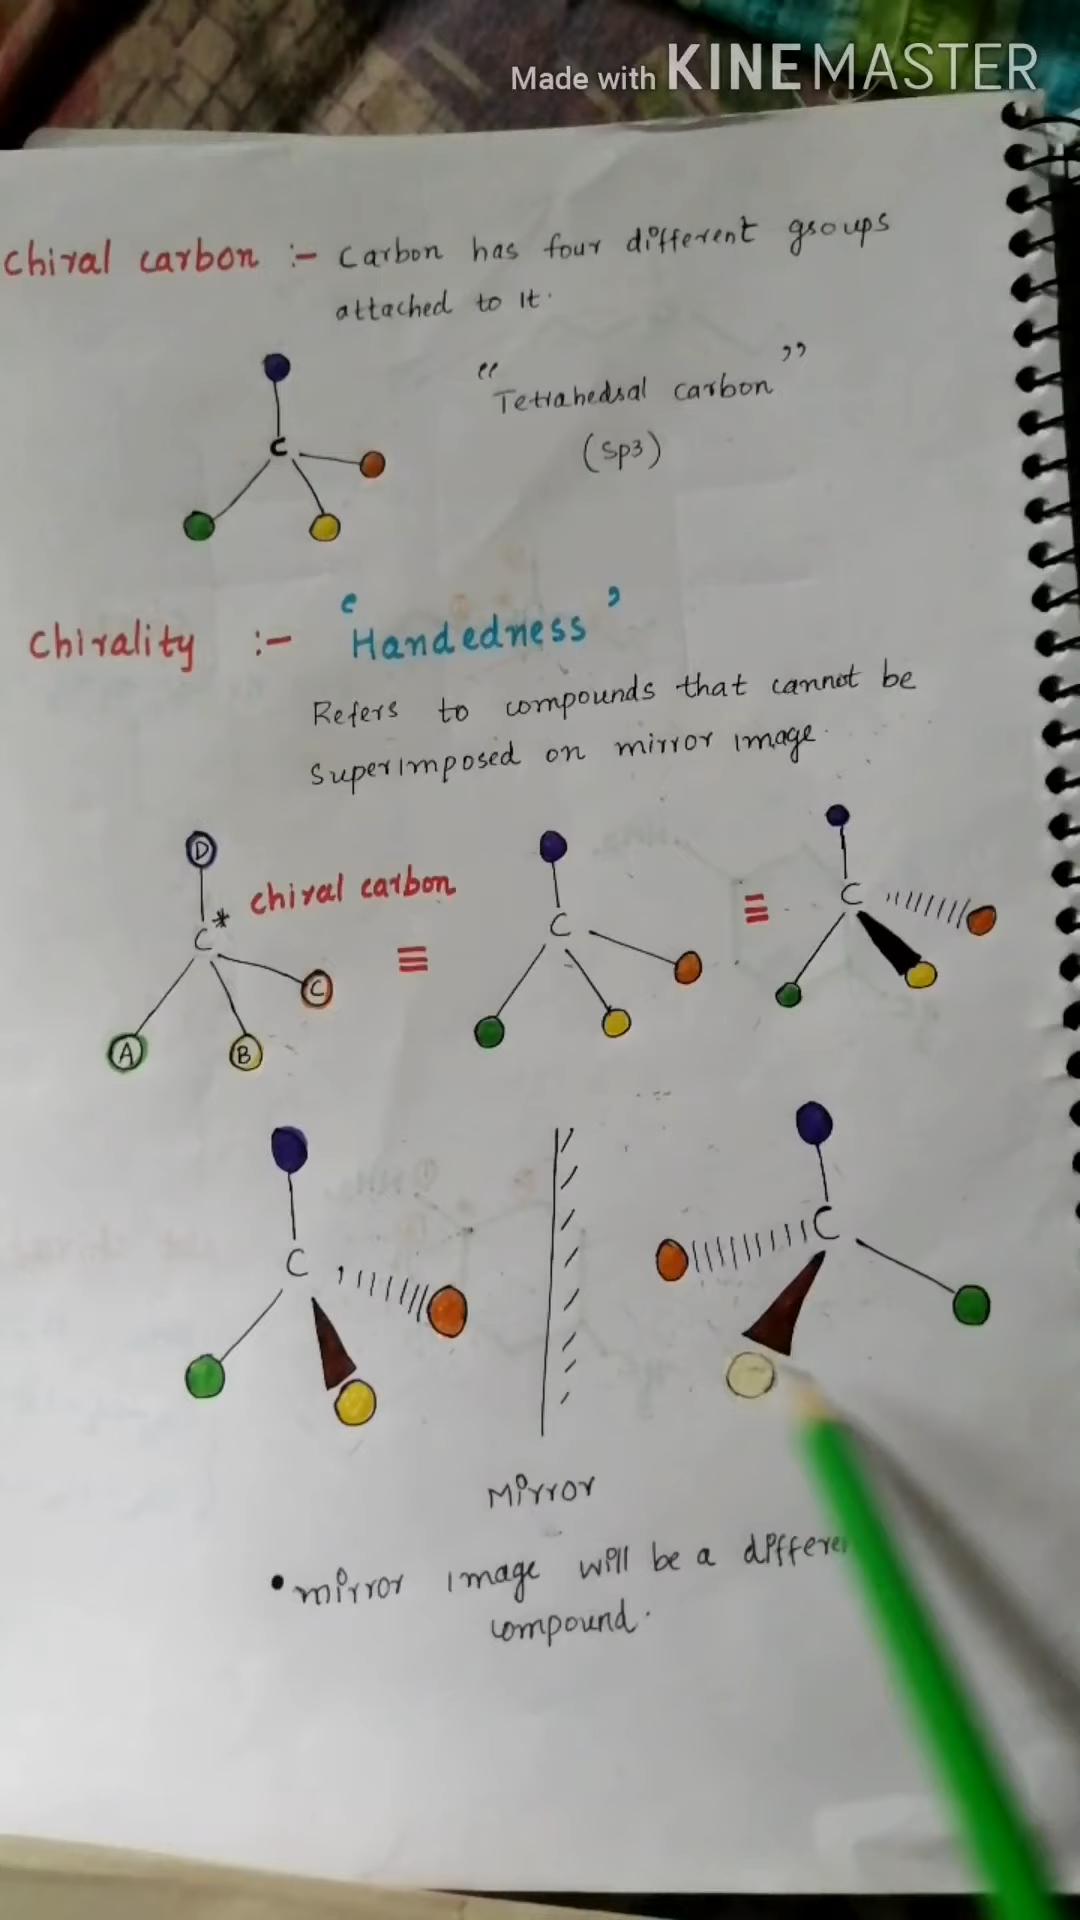 Made with KINEMASTER
Chiral carbon :- Carbon has four different groups
attached to it.
"Tetrahedral carbon"
(sp3)
C
Chirality :- 'Handedness'
Refers to compounds that cannot be
superimposed on mirror image.
D
chiral carbon
C*
C
A
B
≡
C
≡
C
C
C
Mirror
• mirror image will be a
compound.